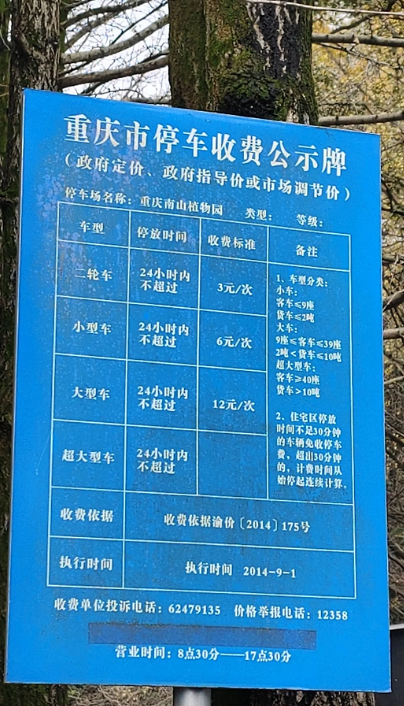 重庆市停车收费公示牌
（政府定价、政府指导价或市场调节价）
停车场名称：重庆南山植物园 类型： 等级：
车型 停放时间 收费标准 备注
二轮车 24小时内不超过 3元/次
小型车 24小时内不超过 6元/次
大型车 24小时内不超过 12元/次
超大型车 24小时内不超过
1、车型分类：
小车：
客车≤9座
货车≤2吨
大车：
9座≤客车≤39座
2吨<货车≤10吨
超大型车：
客车≥40座
货车>10吨
2、住宅区停放
时间不足30分钟
的车辆免收停车
费，超出30分钟
的，计费时间从
始停起连续计算。
收费依据 收费依据渝价〔2014〕175号
执行时间 执行时间 2014-9-1
收费单位投诉电话：62479135 价格举报电话：12358
营业时间：8点30分——17点30分